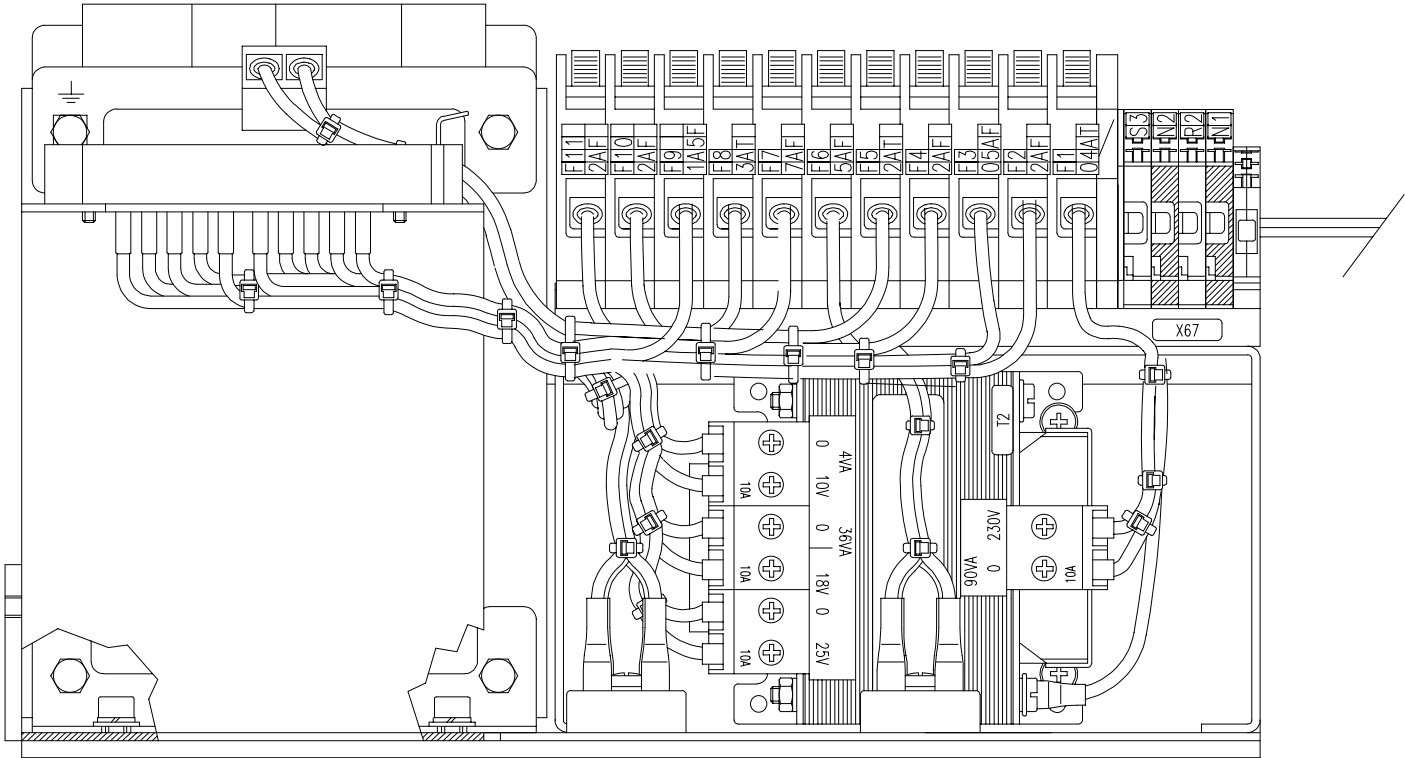 F11
2AF
F10
2AF
F9
1A5F
F8
3AT
F7
7AF
F6
5AF
F5
2AT
F4
2AF
F3
05AF
F2
2AF
F1
04AT
S3
N2
R2
N1
X67
T2
0
10V
4VA
0
18V
36VA
0
25V
10A
10A
10A
230V
0
90VA
10A